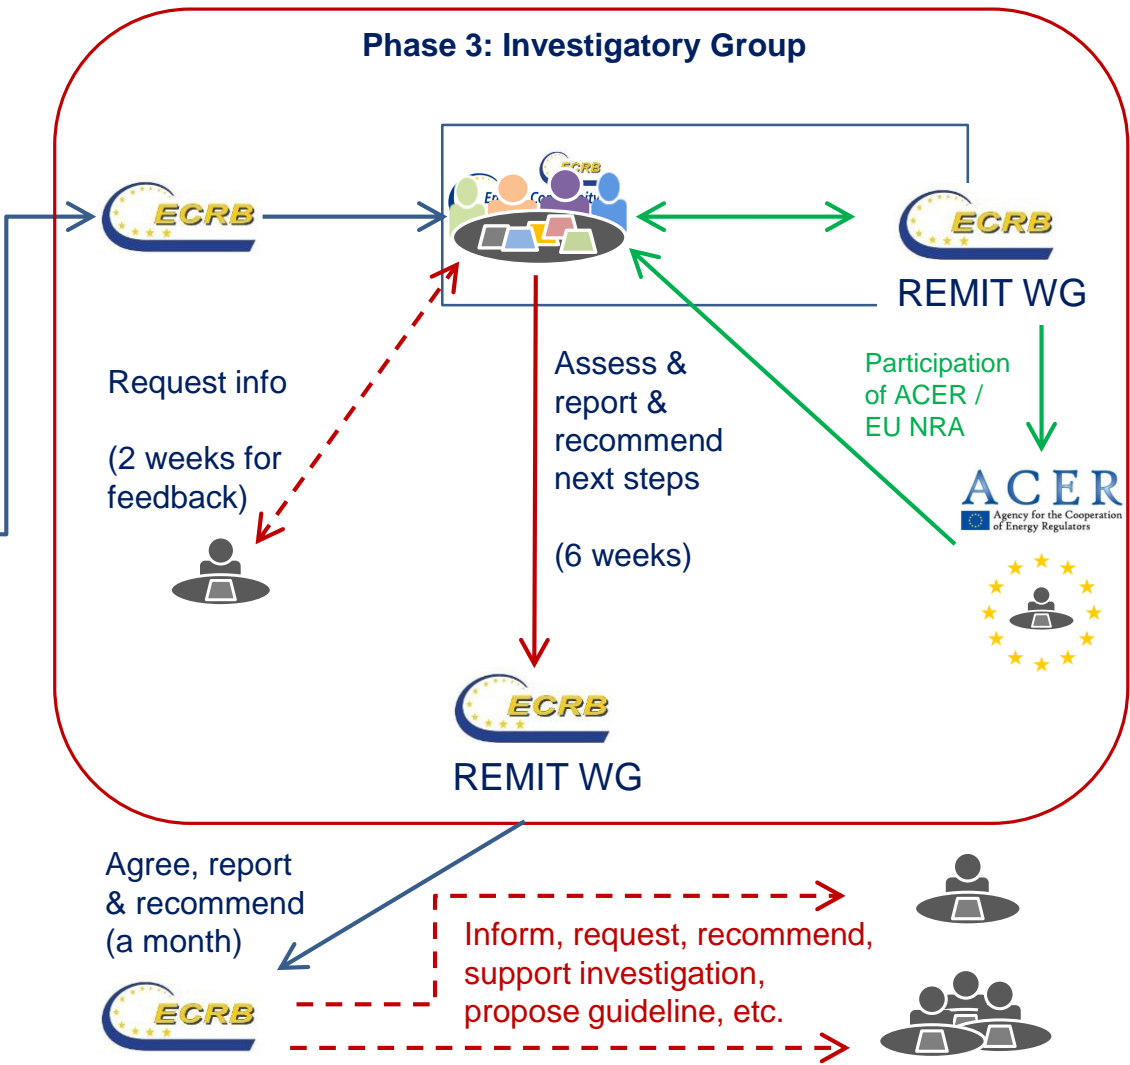 Phase 3: Investigatory Group
ECRB
ECRB
ECRB
REMIT WG
Request info
(2 weeks for
feedback)
Assess &
report &
recommend
next steps
(6 weeks)
Participation
of ACER /
EU NRA
ACER
Agency for the Cooperation
of Energy Regulators
ECRB
REMIT WG
Agree, report
& recommend
(a month)
ECRB
Inform, request, recommend,
support investigation,
propose guideline, etc.